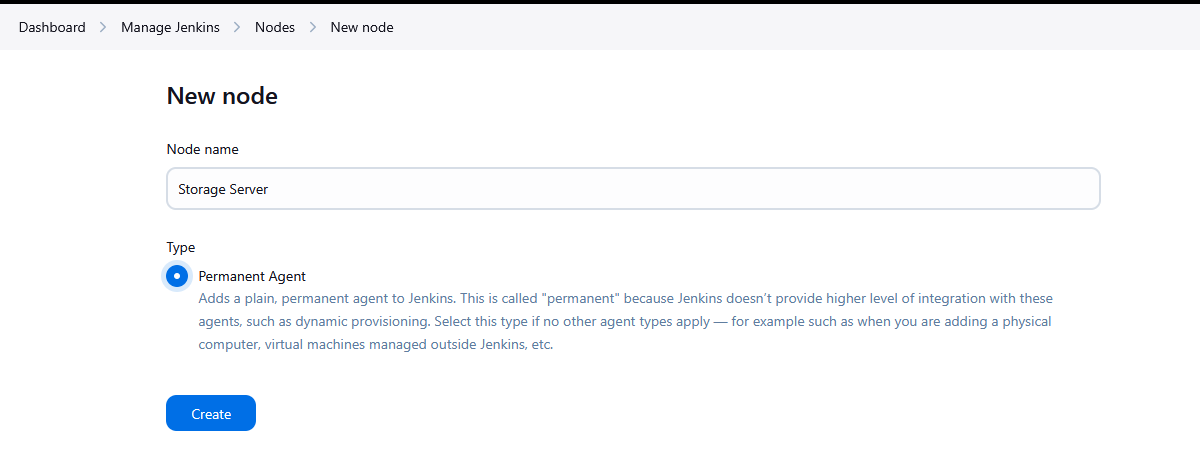 Dashboard > Manage Jenkins > Nodes > New node
New node
Node name
Storage Server
Type
Permanent Agent
Adds a plain, permanent agent to Jenkins. This is called "permanent" because Jenkins doesn’t provide higher level of integration with these
agents, such as dynamic provisioning. Select this type if no other agent types apply — for example such as when you are adding a physical
computer, virtual machines managed outside Jenkins, etc.
Create